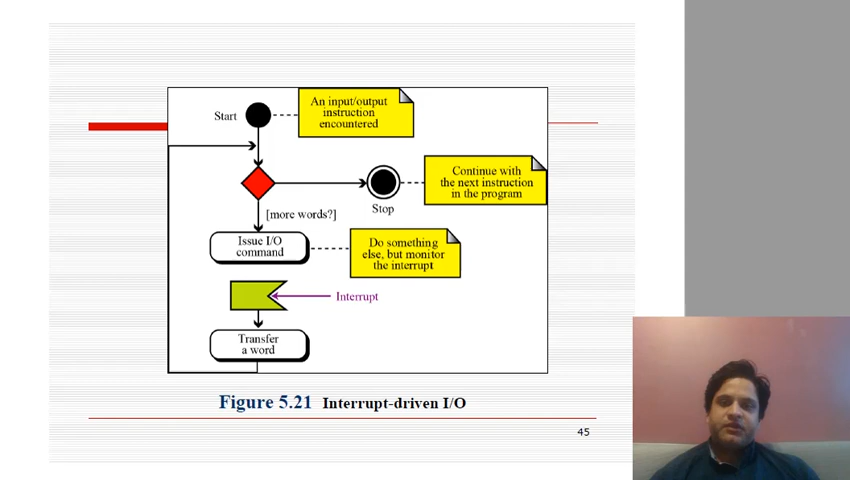 An input/output
instruction
encountered
Start
Continue with
the next instruction
in the program
Stop
[more words?]
Issue I/O
command
Do something
else, but monitor
the interrupt
Interrupt
Transfer
a word
Figure 5.21 Interrupt-driven I/O
45